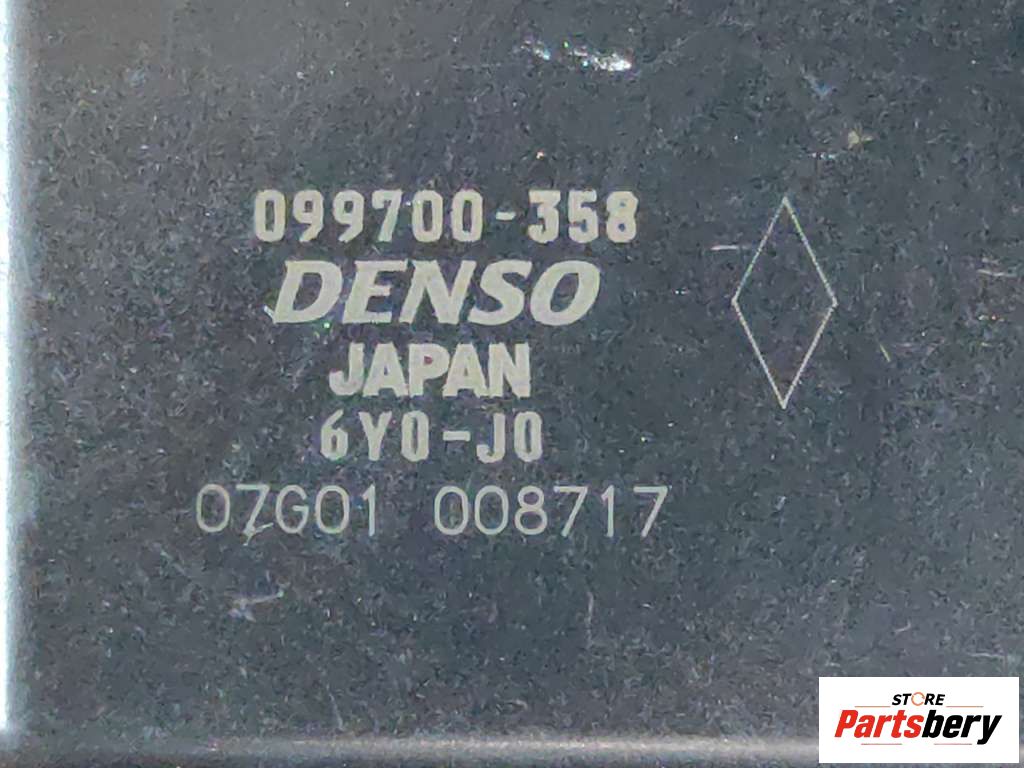 099700-358
DENSO
JAPAN
6Y0-J0
07G01 008717
STORE
Partsbery